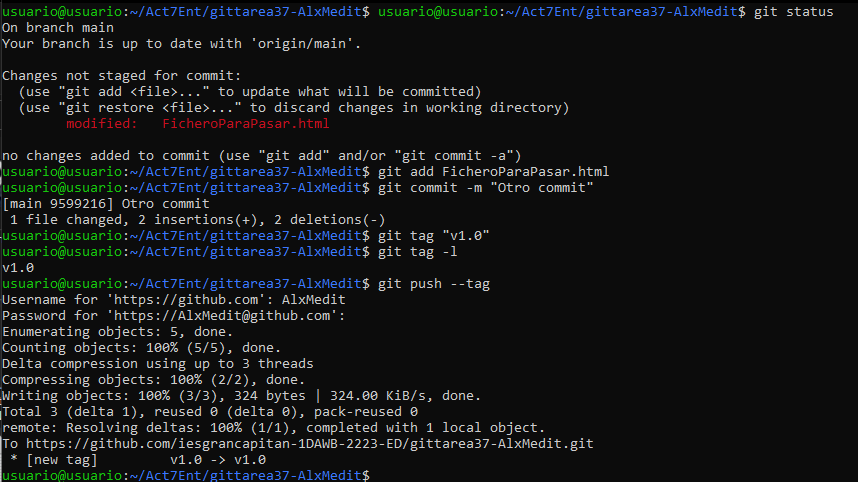 usuario@usuario:~/Act7Ent/gittarea37-AlxMedit$ usuario@usuario:~/Act7Ent/gittarea37-AlxMedit$ git status
On branch main
Your branch is up to date with 'origin/main'.
Changes not staged for commit:
  (use "git add <file>..." to update what will be committed)
  (use "git restore <file>..." to discard changes in working directory)
        modified:   FicheroParaPasar.html
no changes added to commit (use "git add" and/or "git commit -a")
usuario@usuario:~/Act7Ent/gittarea37-AlxMedit$ git add FicheroParaPasar.html
usuario@usuario:~/Act7Ent/gittarea37-AlxMedit$ git commit -m "Otro commit"
[main 9599216] Otro commit
 1 file changed, 2 insertions(+), 2 deletions(-)
usuario@usuario:~/Act7Ent/gittarea37-AlxMedit$ git tag "v1.0"
usuario@usuario:~/Act7Ent/gittarea37-AlxMedit$ git tag -l
v1.0
usuario@usuario:~/Act7Ent/gittarea37-AlxMedit$ git push --tag
Username for 'https://github.com': AlxMedit
Password for 'https://AlxMedit@github.com':
Enumerating objects: 5, done.
Counting objects: 100% (5/5), done.
Delta compression using up to 3 threads
Compressing objects: 100% (2/2), done.
Writing objects: 100% (3/3), 324 bytes | 324.00 KiB/s, done.
Total 3 (delta 1), reused 0 (delta 0), pack-reused 0
remote: Resolving deltas: 100% (1/1), completed with 1 local object.
To https://github.com/iesgrancapitan-1DAWB-2223-ED/gittarea37-AlxMedit.git
 * [new tag]         v1.0 -> v1.0
usuario@usuario:~/Act7Ent/gittarea37-AlxMedit$